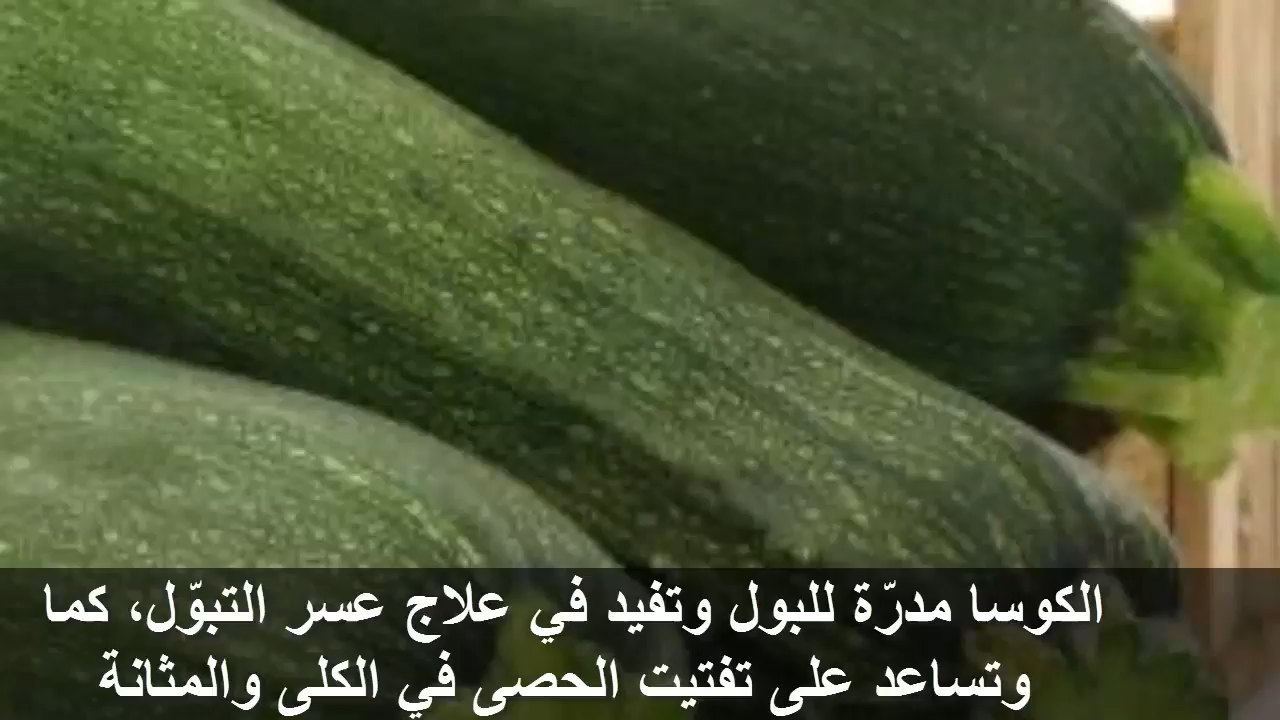 الكوسا مدرّة للبول وتفيد في علاج عسر التبوّل، كما
وتساعد على تفتيت الحصى في الكلى والمثانة